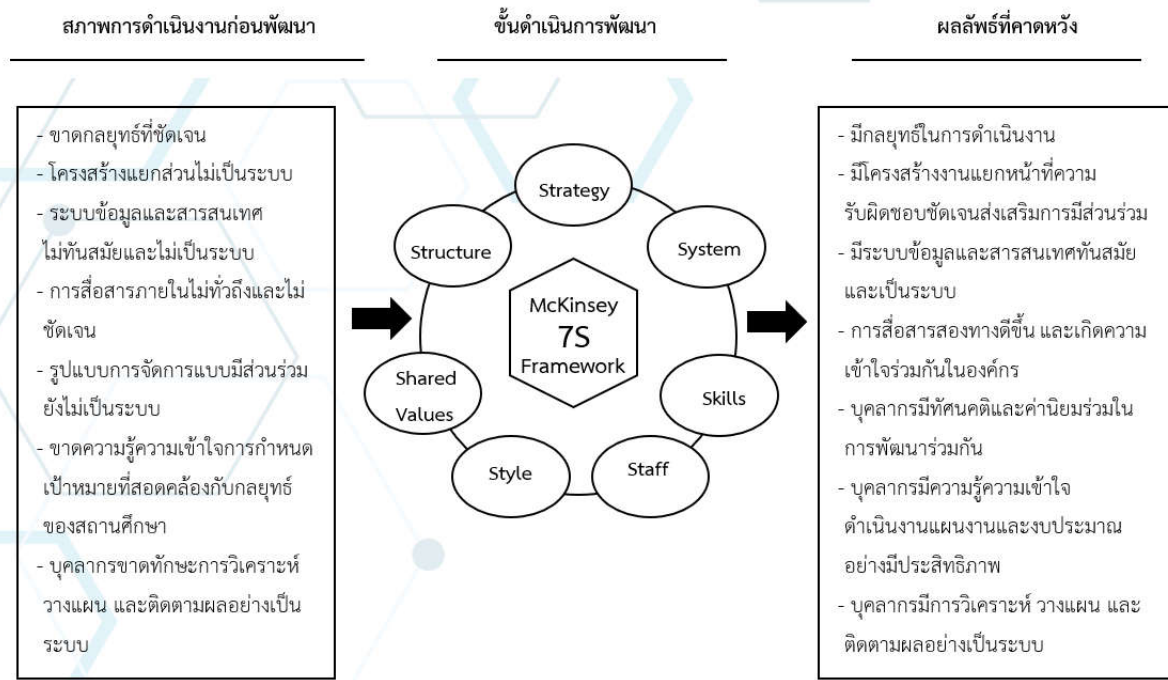 สภาพการดำเนินงานก่อนพัฒนา
ขั้นดำเนินการพัฒนา
ผลลัพธ์ที่คาดหวัง
- ขาดกลยุทธ์ที่ชัดเจน
- โครงสร้างแยกส่วนไม่เป็นระบบ
- ระบบข้อมูลและสารสนเทศ
ไม่ทันสมัยและไม่เป็นระบบ
- การสื่อสารภายในไม่ทั่วถึงและไม่
ชัดเจน
- รูปแบบการจัดการแบบมีส่วนร่วม
ยังไม่เป็นระบบ
- ขาดความรู้ความเข้าใจการกำหนด
เป้าหมายที่สอดคล้องกับกลยุทธ์
ของสถานศึกษา
- บุคลากรขาดทักษะการวิเคราะห์
วางแผน และติดตามผลอย่างเป็น
ระบบ
Strategy
Structure
System
McKinsey
7S
Framework
Shared
Values
Skills
Style
Staff
- มีกลยุทธ์ในการดำเนินงาน
- มีโครงสร้างงานแยกหน้าที่ความ
รับผิดชอบชัดเจนส่งเสริมการมีส่วนร่วม
- มีระบบข้อมูลและสารสนเทศทันสมัย
และเป็นระบบ
- การสื่อสารสองทางดีขึ้น และเกิดความ
เข้าใจร่วมกันในองค์กร
- บุคลากรมีทัศนคติและค่านิยมร่วมใน
การพัฒนาร่วมกัน
- บุคลากรมีความรู้ความเข้าใจ
ดำเนินงานแผนงานและงบประมาณ
อย่างมีประสิทธิภาพ
- บุคลากรมีการวิเคราะห์ วางแผน และ
ติดตามผลอย่างเป็นระบบ